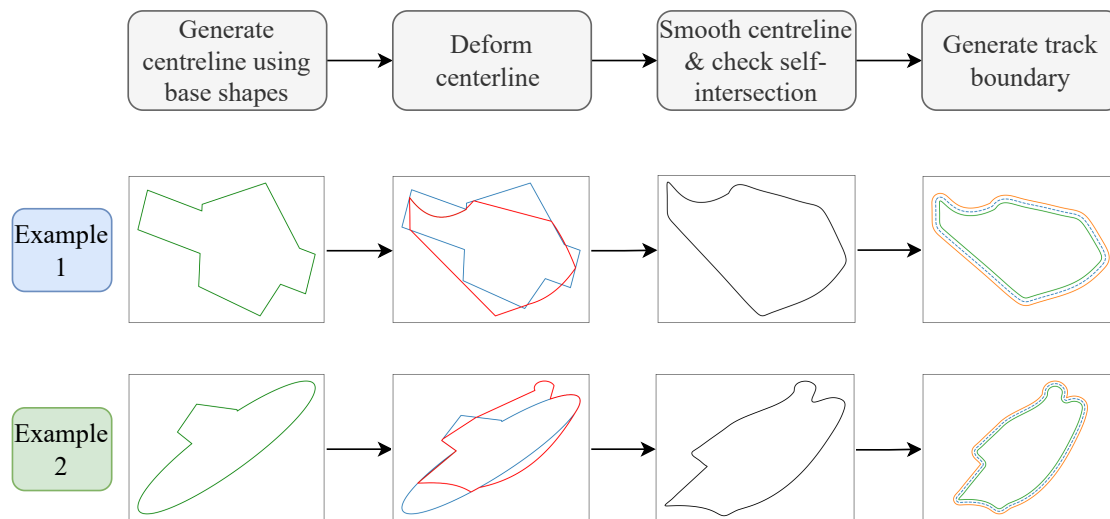 Generate
centreline using
base shapes
Deform
centerline
Smooth centreline
& check self-
intersection
Generate track
boundary
Example
1
Example
2